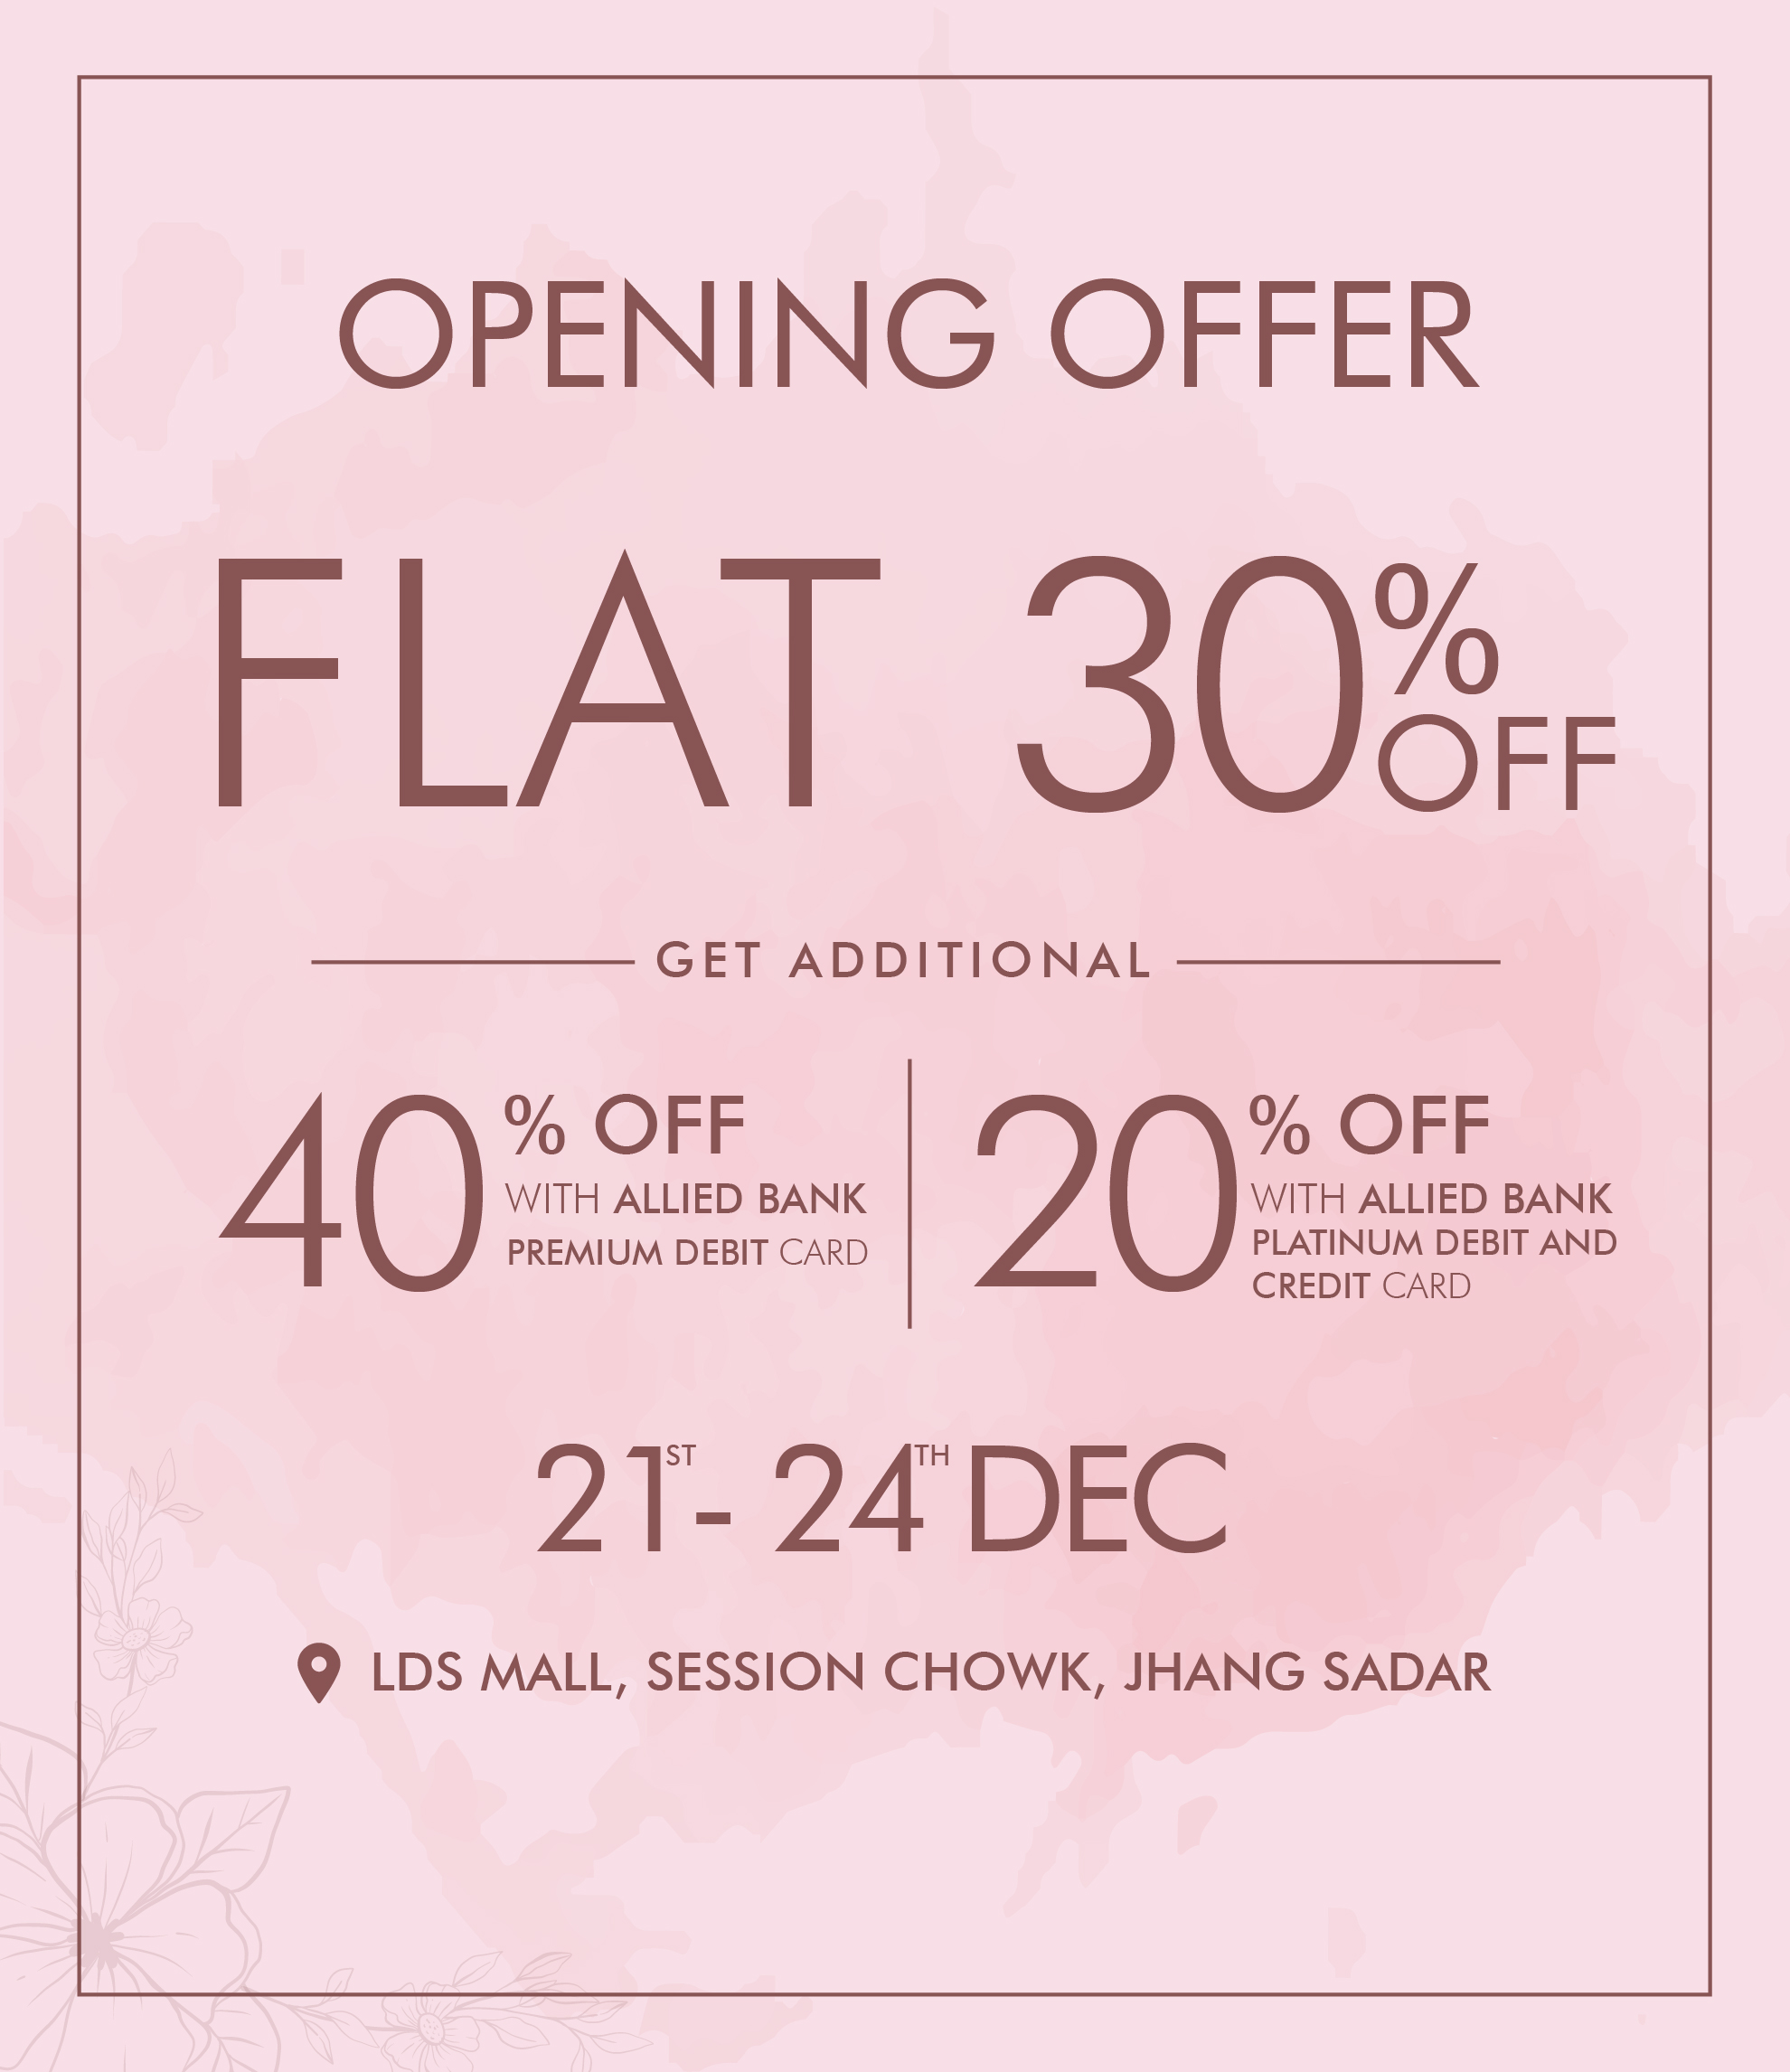 OPENING OFFER
FLAT 30% OFF
GET ADDITIONAL
40% OFF
WITH ALLIED BANK
PREMIUM DEBIT CARD
20% OFF
WITH ALLIED BANK
PLATINUM DEBIT AND
CREDIT CARD
21ST - 24TH DEC
LDS MALL, SESSION CHOWK, JHANG SADAR